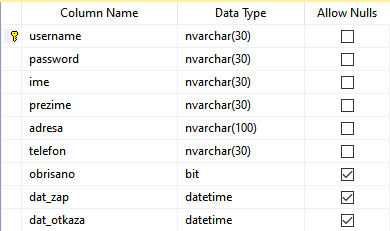 Column Name Data Type Allow Nulls
username nvarchar(30)
password nvarchar(30)
ime nvarchar(30)
prezime nvarchar(30)
adresa nvarchar(100)
telefon nvarchar(30)
obrisano bit
dat_zap datetime
dat_otkaza datetime